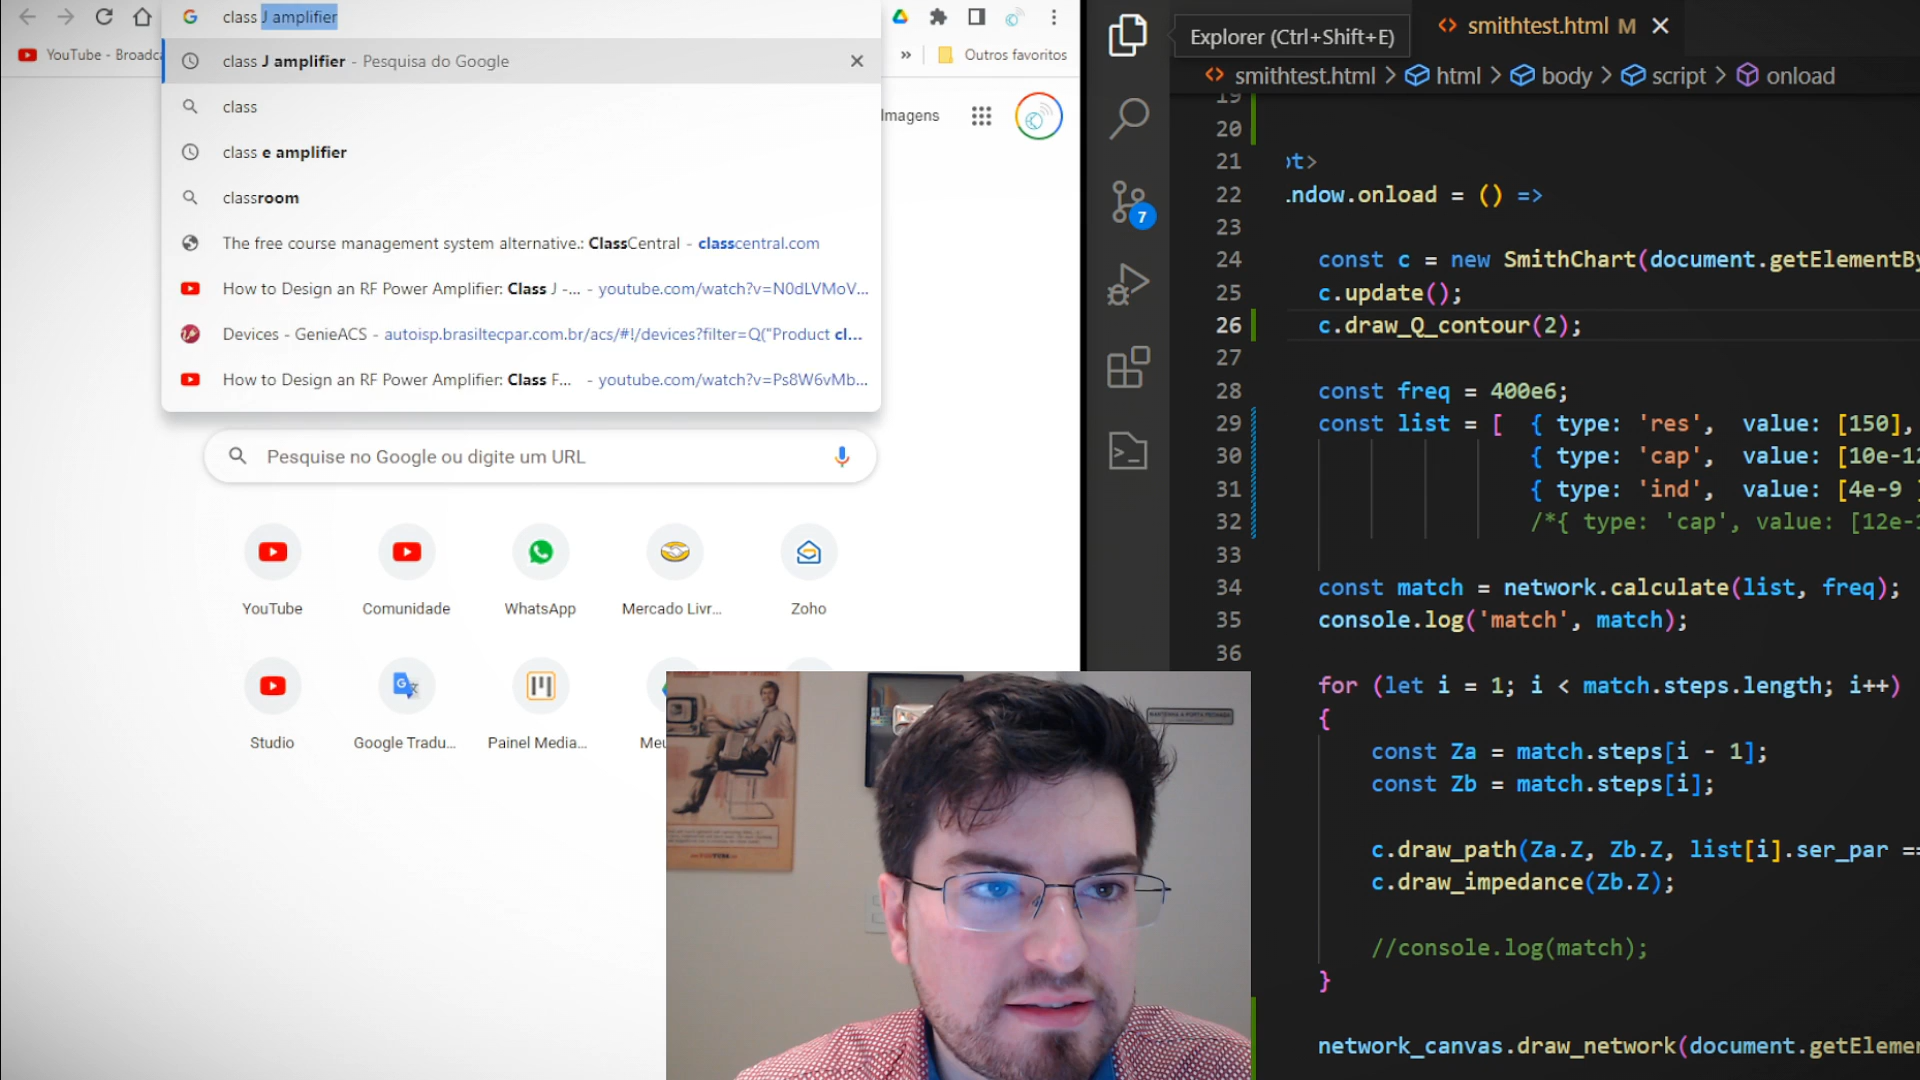 class J amplifier
YouTube - Broadca
»
Outros favoritos
class J amplifier - Pesquisa do Google
class
class e amplifier
classroom
The free course management system alternative.: ClassCentral - classcentral.com
How to Design an RF Power Amplifier: Class J -... - youtube.com/watch?v=N0dLVMoV...
Devices - GenieACS - autoisp.brasiltecpar.com.br/acs/#!/devices?filter=Q("Product cl...
How to Design an RF Power Amplifier: Class F... - youtube.com/watch?v=Ps8W6vMb...
Imagens
Pesquise no Google ou digite um URL
YouTube
Comunidade
WhatsApp
Mercado Livr...
Zoho
Studio
Google Tradu...
Painel Media...
Meu
MANTENHA A PORTA FECHADA
7
Explorer (Ctrl+Shift+E)
smithtest.html M
smithtest.html > html > body > script > onload
19
20
21 pt>
22 .ndow.onload = () =>
23
24 const c = new SmithChart(document.getElementBy
25 c.update();
26 c.draw_Q_contour(2);
27
28 const freq = 400e6;
29 const list = [ { type: 'res', value: [150],
30 { type: 'cap', value: [10e-12
31 { type: 'ind', value: [4e-9 ]
32 /*{ type: 'cap', value: [12e-1
33
34 const match = network.calculate(list, freq);
35 console.log('match', match);
36
for (let i = 1; i < match.steps.length; i++)
{
const Za = match.steps[i - 1];
const Zb = match.steps[i];
c.draw_path(Za.Z, Zb.Z, list[i].ser_par ==
c.draw_impedance(Zb.Z);
//console.log(match);
}
network_canvas.draw_network(document.getEleme